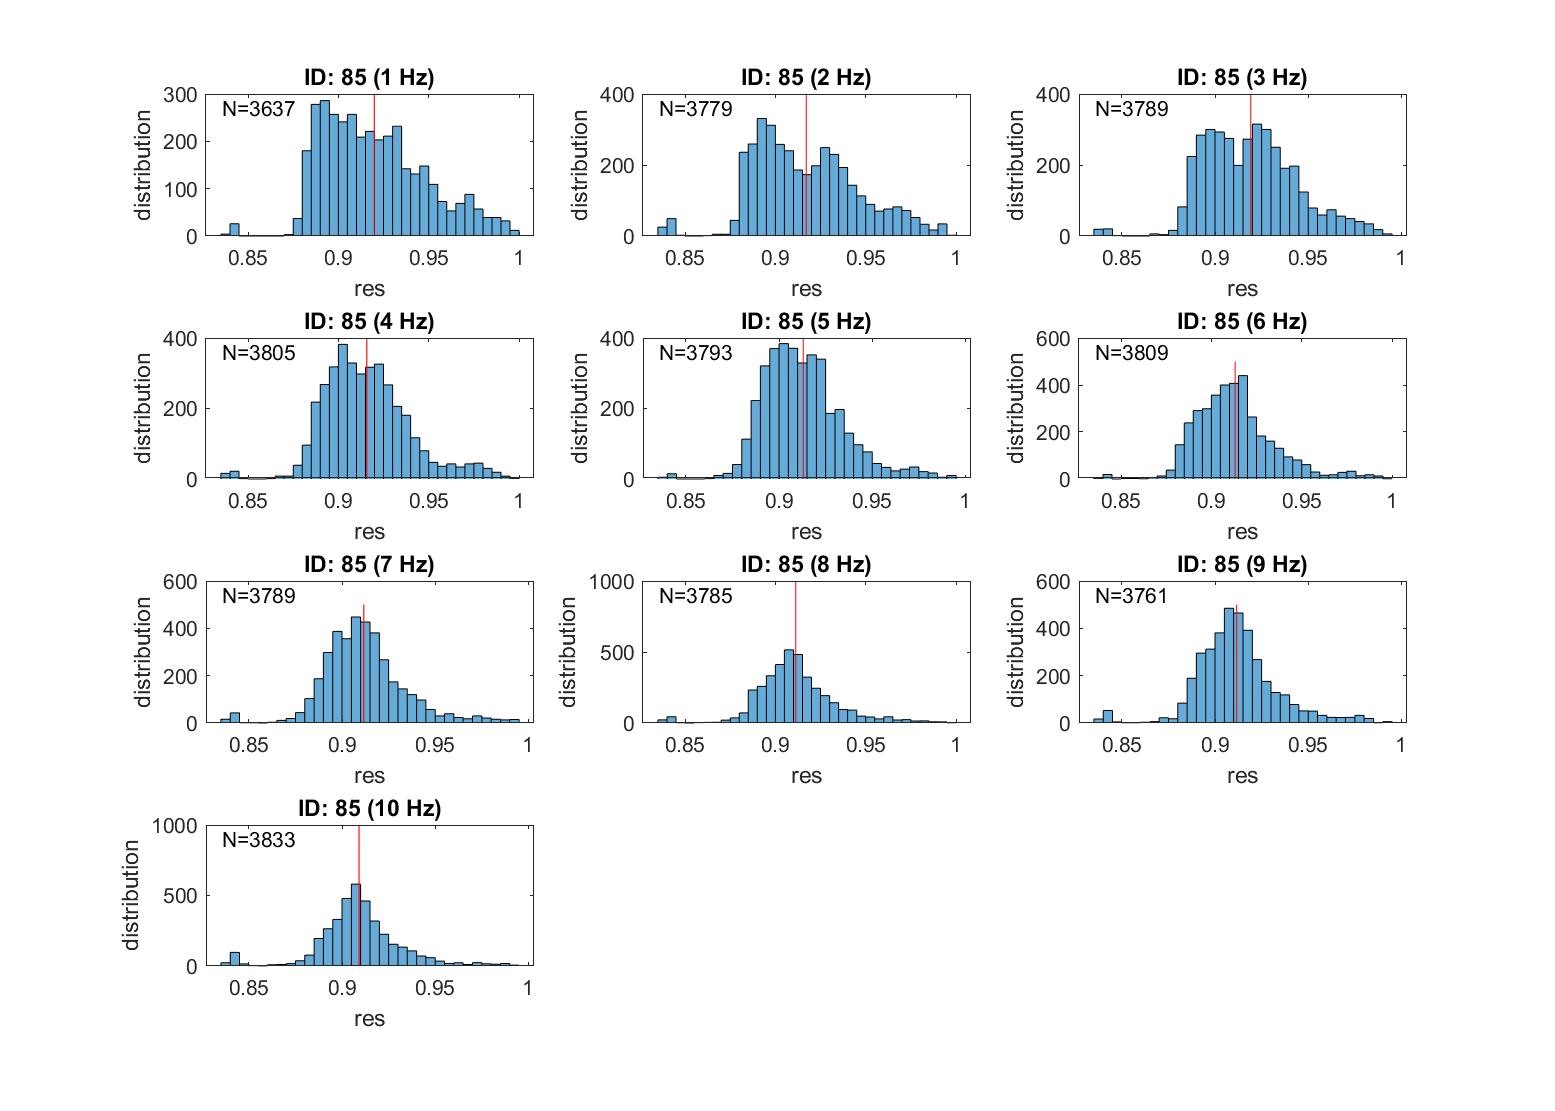 ID: 85 (1 Hz)
N=3637
300
200
100
0
distribution
0.85 0.9 0.95 1
res
ID: 85 (2 Hz)
N=3779
400
200
0
distribution
0.85 0.9 0.95 1
res
ID: 85 (3 Hz)
N=3789
400
200
0
distribution
0.85 0.9 0.95 1
res
ID: 85 (4 Hz)
N=3805
400
200
0
distribution
0.85 0.9 0.95 1
res
ID: 85 (5 Hz)
N=3793
400
200
0
distribution
0.85 0.9 0.95 1
res
ID: 85 (6 Hz)
N=3809
600
400
200
0
distribution
0.85 0.9 0.95 1
res
ID: 85 (7 Hz)
N=3789
600
400
200
0
distribution
0.85 0.9 0.95 1
res
ID: 85 (8 Hz)
N=3785
1000
500
0
distribution
0.85 0.9 0.95 1
res
ID: 85 (9 Hz)
N=3761
600
400
200
0
distribution
0.85 0.9 0.95 1
res
ID: 85 (10 Hz)
N=3833
1000
500
0
distribution
0.85 0.9 0.95 1
res